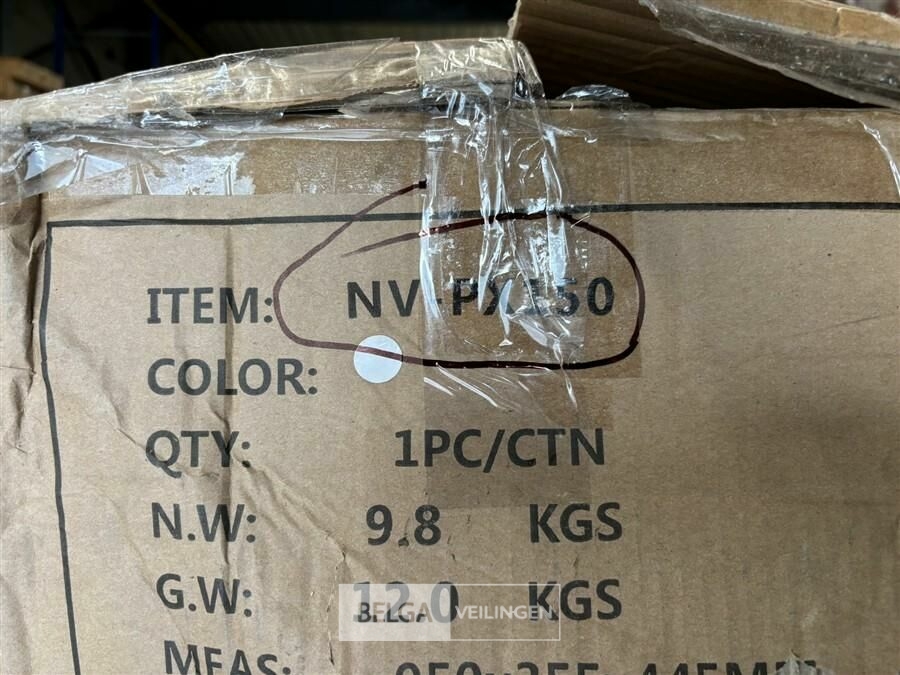 ITEM: NV-PX150
COLOR:
QTY: 1PC/CTN
N.W: 9.8 KGS
G.W: 12.0 KGS
BELGA VEILINGEN
MEAS: